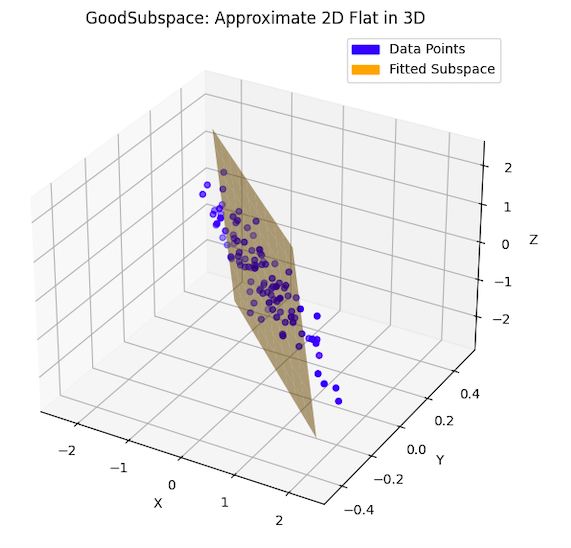 GoodSubspace: Approximate 2D Flat in 3D
Data Points
Fitted Subspace
2
1
0
−1
−2
Z
0.4
0.2
0.0
−0.2
−0.4
Y
−2
−1
0
1
2
X